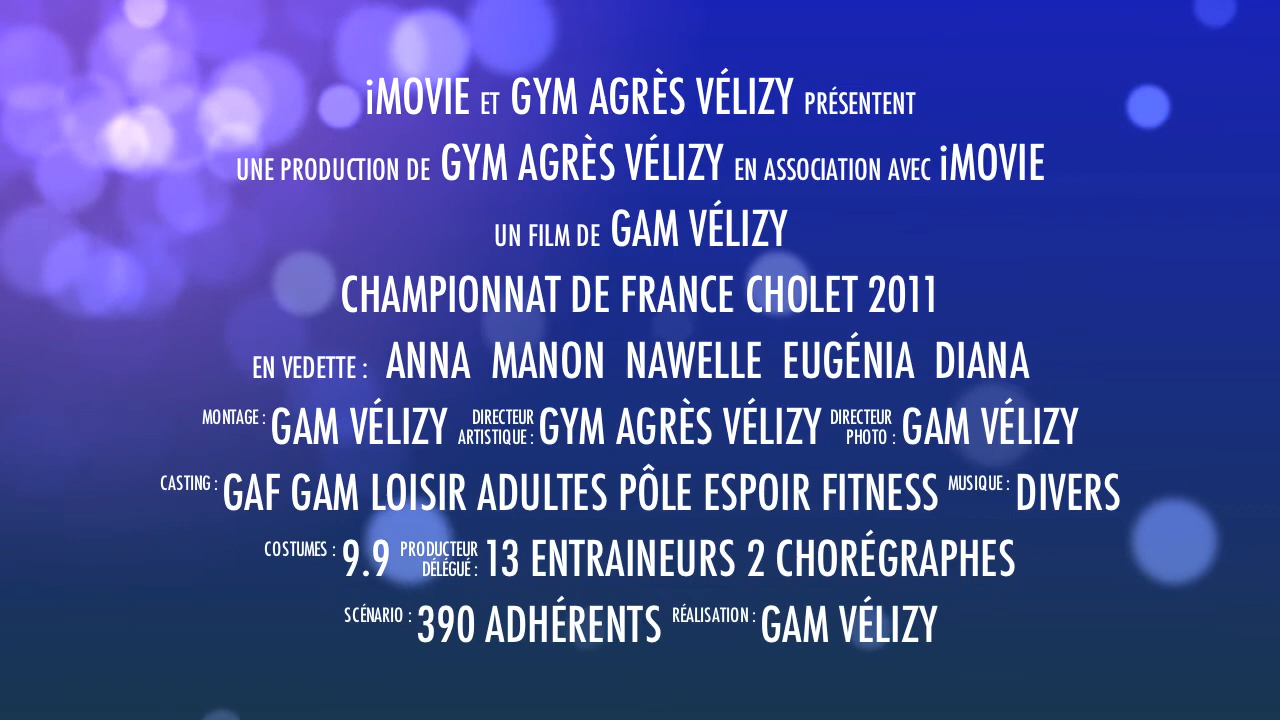 iMOVIE ET GYM AGRÈS VÉLIZY PRÉSENTENT
UNE PRODUCTION DE GYM AGRÈS VÉLIZY EN ASSOCIATION AVEC iMOVIE
UN FILM DE GAM VÉLIZY
CHAMPIONNAT DE FRANCE CHOLET 2011
EN VEDETTE : ANNA MANON NAWELLE EUGÉNIA DIANA
MONTAGE : GAM VÉLIZY DIRECTEUR ARTISTIQUE : GYM AGRÈS VÉLIZY DIRECTEUR PHOTO : GAM VÉLIZY
CASTING : GAF GAM LOISIR ADULTES PÔLE ESPOIR FITNESS MUSIQUE : DIVERS
COSTUMES : 9.9 PRODUCTEUR DÉLÉGUÉ : 13 ENTRAINEURS 2 CHORÉGRAPHES
SCÉNARIO : 390 ADHÉRENTS RÉALISATION : GAM VÉLIZY